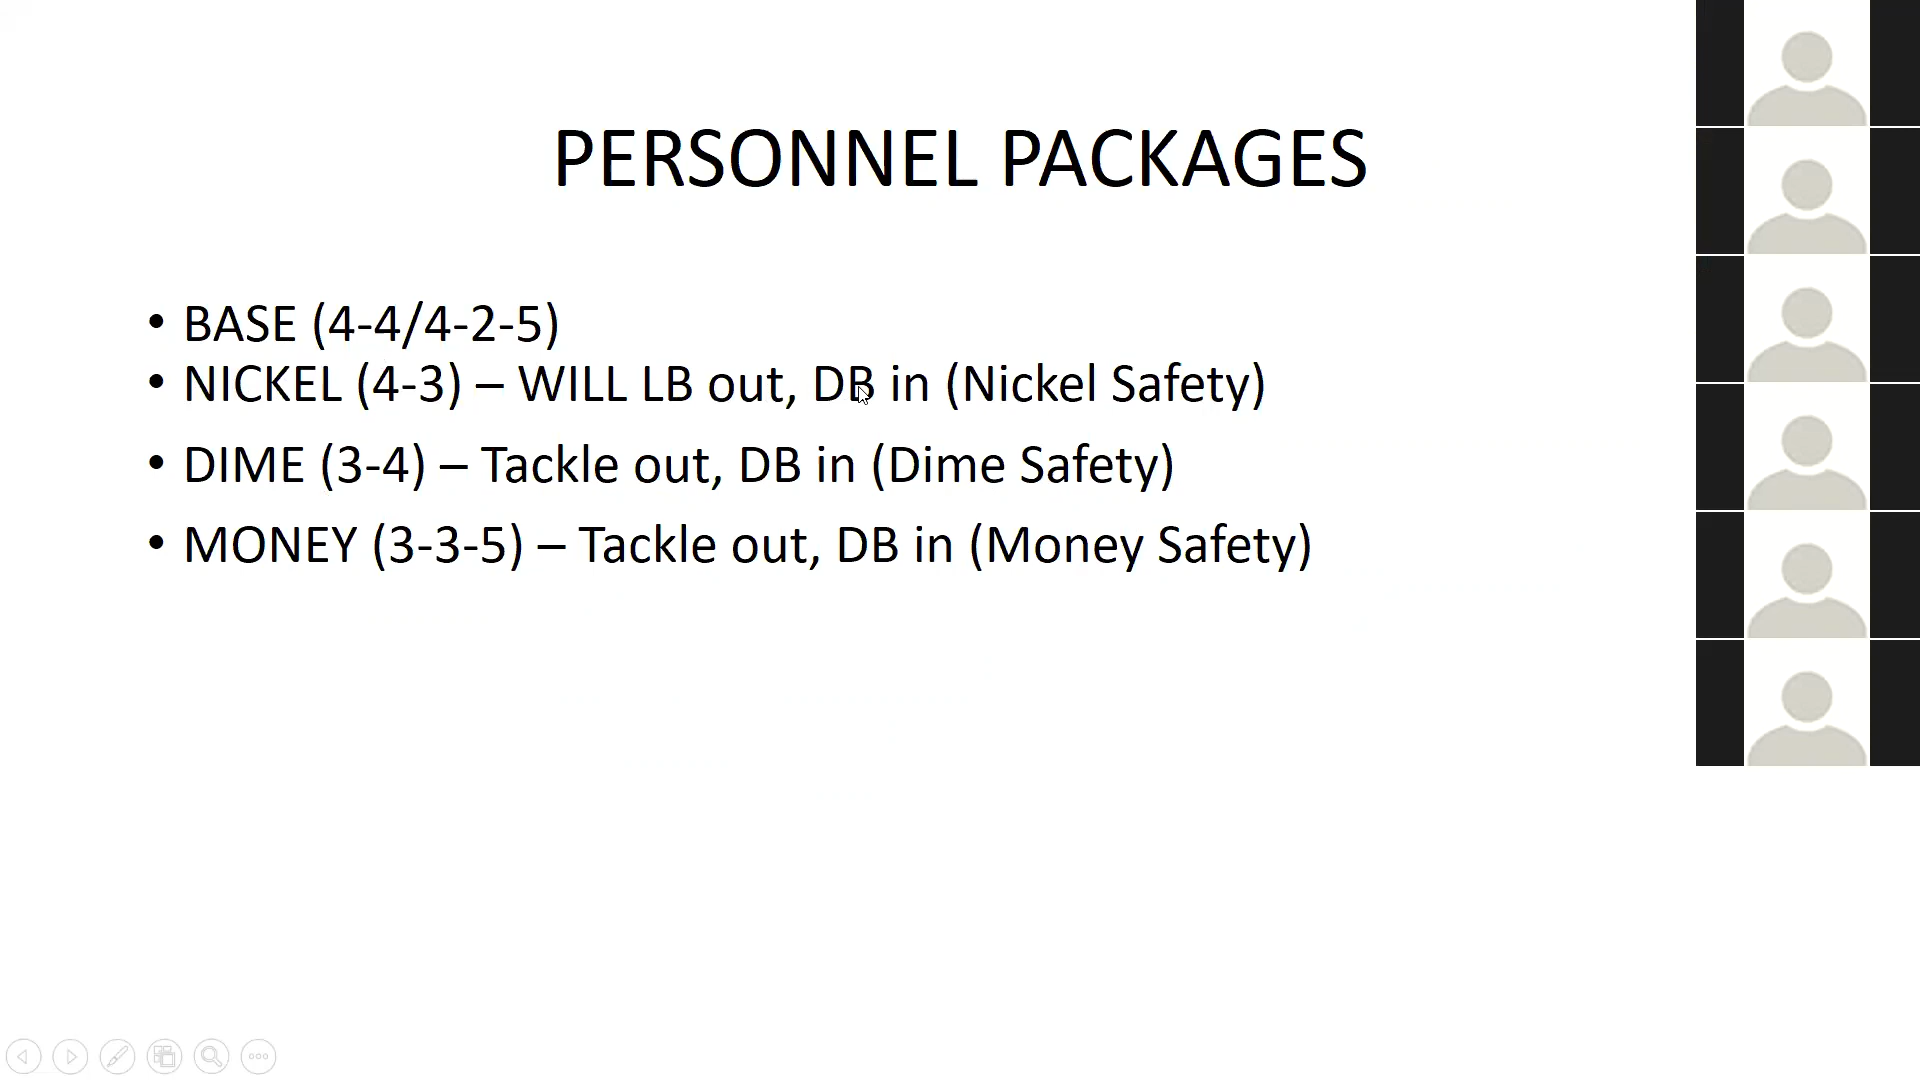 PERSONNEL PACKAGES
• BASE (4-4/4-2-5)
• NICKEL (4-3) – WILL LB out, DB in (Nickel Safety)
• DIME (3-4) – Tackle out, DB in (Dime Safety)
• MONEY (3-3-5) – Tackle out, DB in (Money Safety)